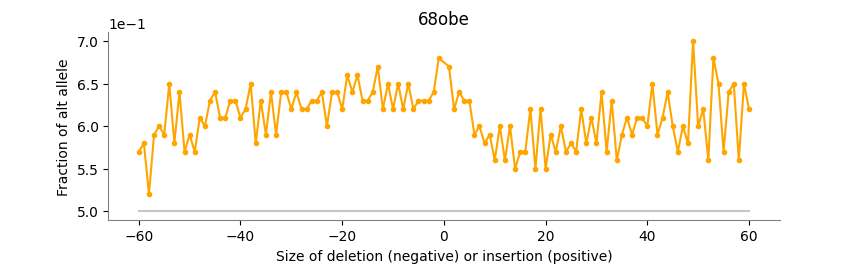 68obe
1e−1
7.0
6.5
6.0
5.5
5.0
Fraction of alt allele
−60 −40 −20 0 20 40 60
Size of deletion (negative) or insertion (positive)